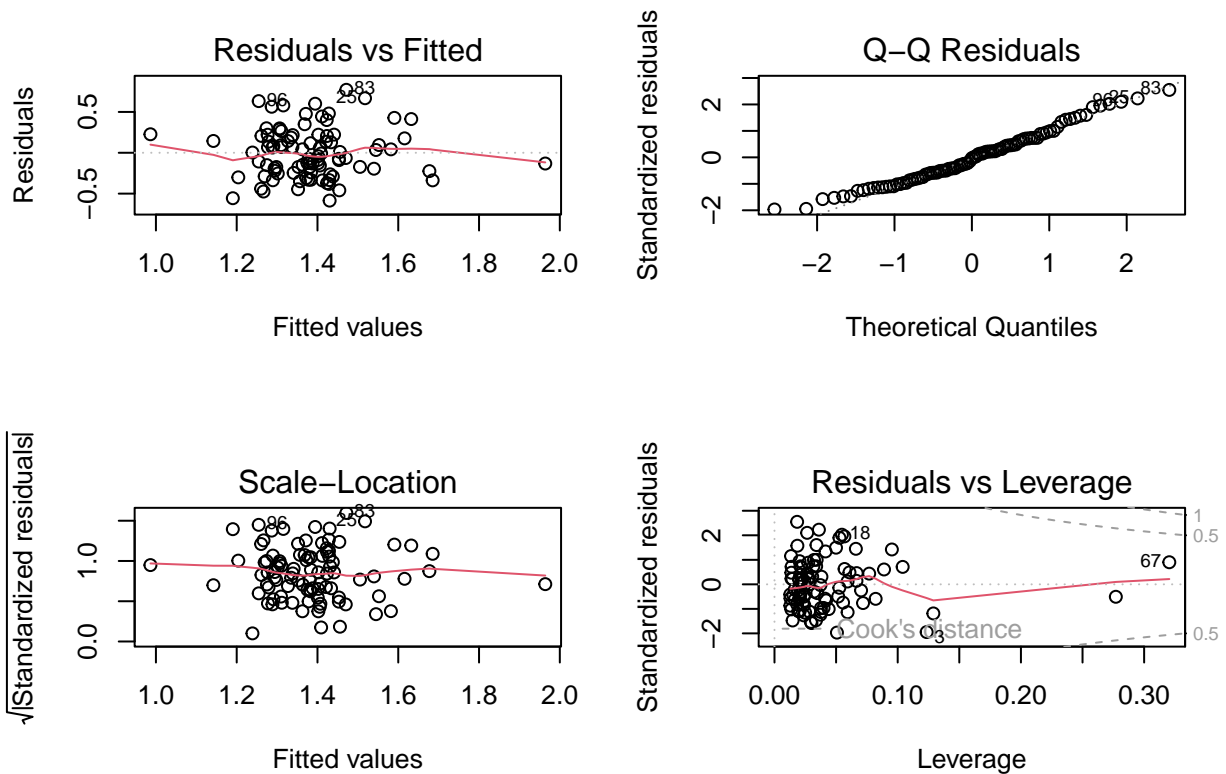 Residuals vs Fitted
Residuals
0.5
−0.5
96
25
83
1.0 1.2 1.4 1.6 1.8 2.0
Fitted values
Q−Q Residuals
Standardized residuals
2
0
−2
96
25
83
−2 −1 0 1 2
Theoretical Quantiles
Scale−Location
√|Standardized residuals|
1.0
0.0
96
25
83
1.0 1.2 1.4 1.6 1.8 2.0
Fitted values
Residuals vs Leverage
Standardized residuals
2
0
−2
18
67
3
1
0.5
0.5
Cook's distance
0.00 0.10 0.20 0.30
Leverage